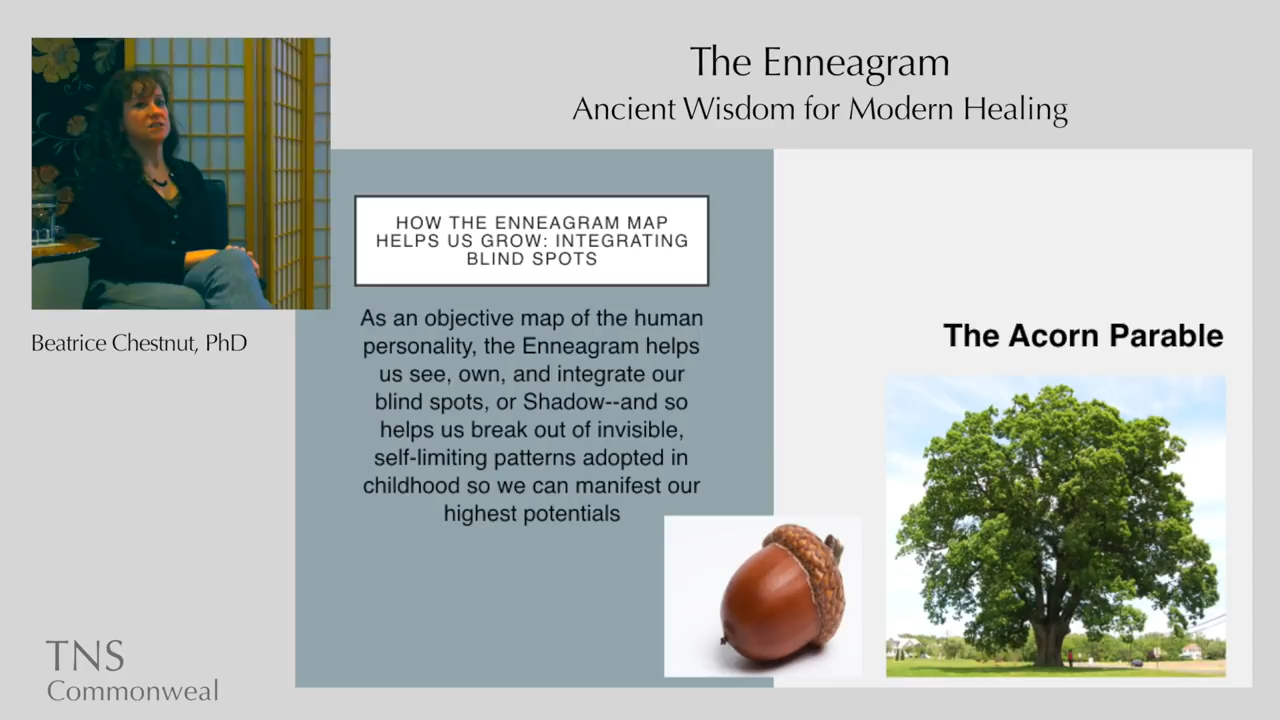 The Enneagram
Ancient Wisdom for Modern Healing
HOW THE ENNEAGRAM MAP
HELPS US GROW: INTEGRATING
BLIND SPOTS
As an objective map of the human
personality, the Enneagram helps
us see, own, and integrate our
blind spots, or Shadow--and so
helps us break out of invisible,
self-limiting patterns adopted in
childhood so we can manifest our
highest potentials
The Acorn Parable
Beatrice Chestnut, PhD
TNS
Commonweal